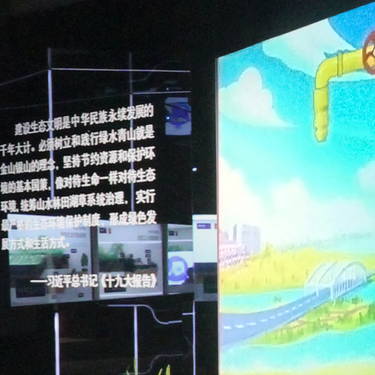 建设生态文明是中华民族永续发展的
千年大计。必须树立和践行绿水青山就是
金山银山的理念，坚持节约资源和保护环
境的基本国策，像对待生命一样对待生态
环境，统筹山水林田湖草系统治理，实行
最严格的生态环境保护制度，形成绿色发
展方式和生活方式。
——习近平总书记《十九大报告》